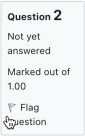 Question 2
Not yet
answered
Marked out of
1.00
Flag
question